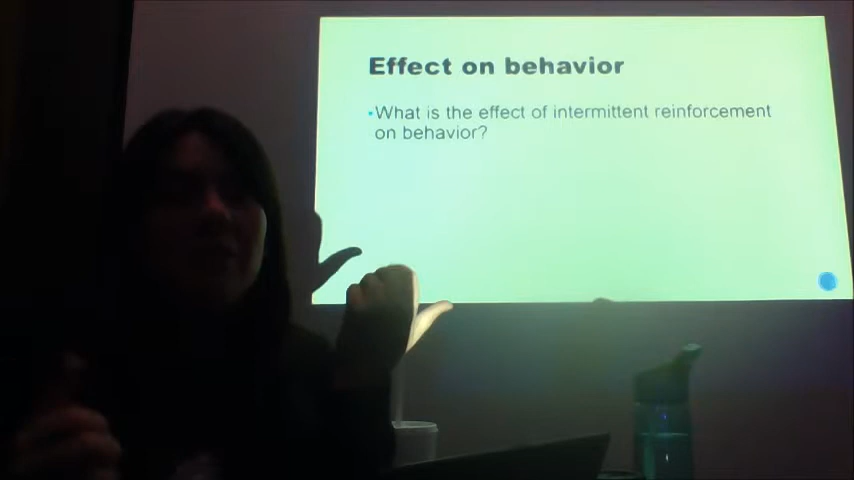 Effect on behavior
•What is the effect of intermittent reinforcement
on behavior?